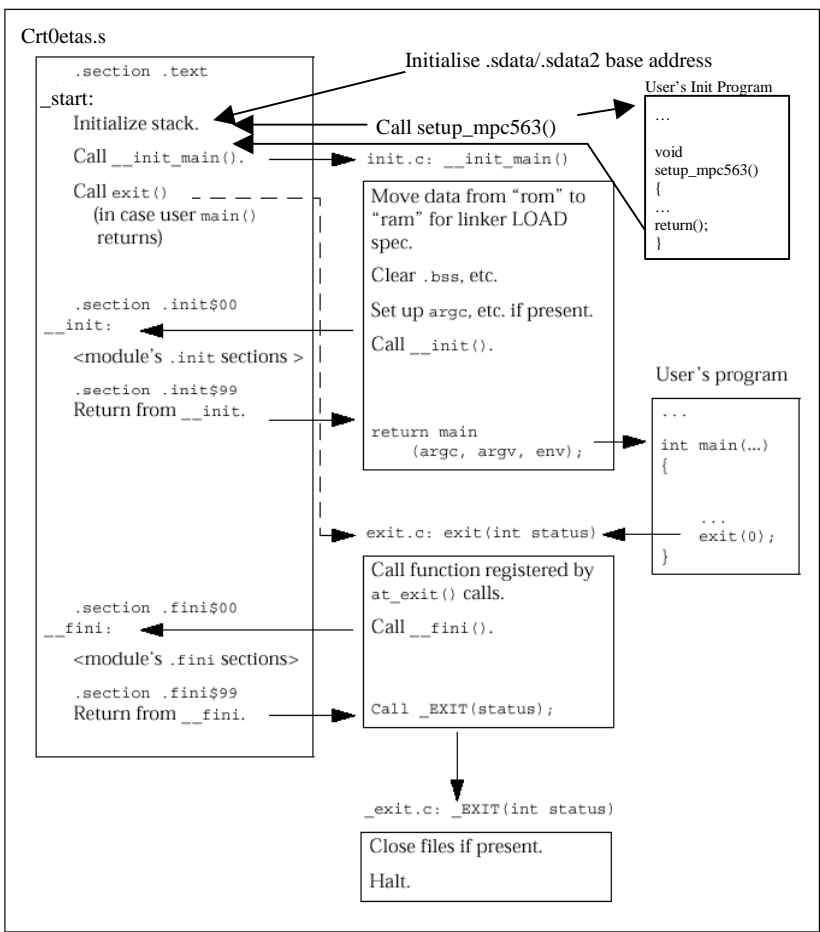 Crt0etas.s
.section .text
_start:
Initialize stack.
Call __init_main().
Call exit()
(in case user main()
returns)
.section .init$00
__init:
<module's .init sections >
.section .init$99
Return from __init.
.section .fini$00
__fini:
<module's .fini sections>
.section .fini$99
Return from __fini.
Initialise .sdata/.sdata2 base address
Call setup_mpc563()
User's Init Program
...
void
setup_mpc563()
{
...
return();
}
init.c: __init_main()
Move data from “rom” to
“ram” for linker LOAD
spec.
Clear .bss, etc.
Set up argc, etc. if present.
Call __init().
return main
(argc, argv, env);
User's program
...
int main(...)
{
...
exit(0);
}
exit.c: exit(int status)
Call function registered by
at_exit() calls.
Call __fini().
Call _EXIT(status);
_exit.c: _EXIT(int status)
Close files if present.
Halt.